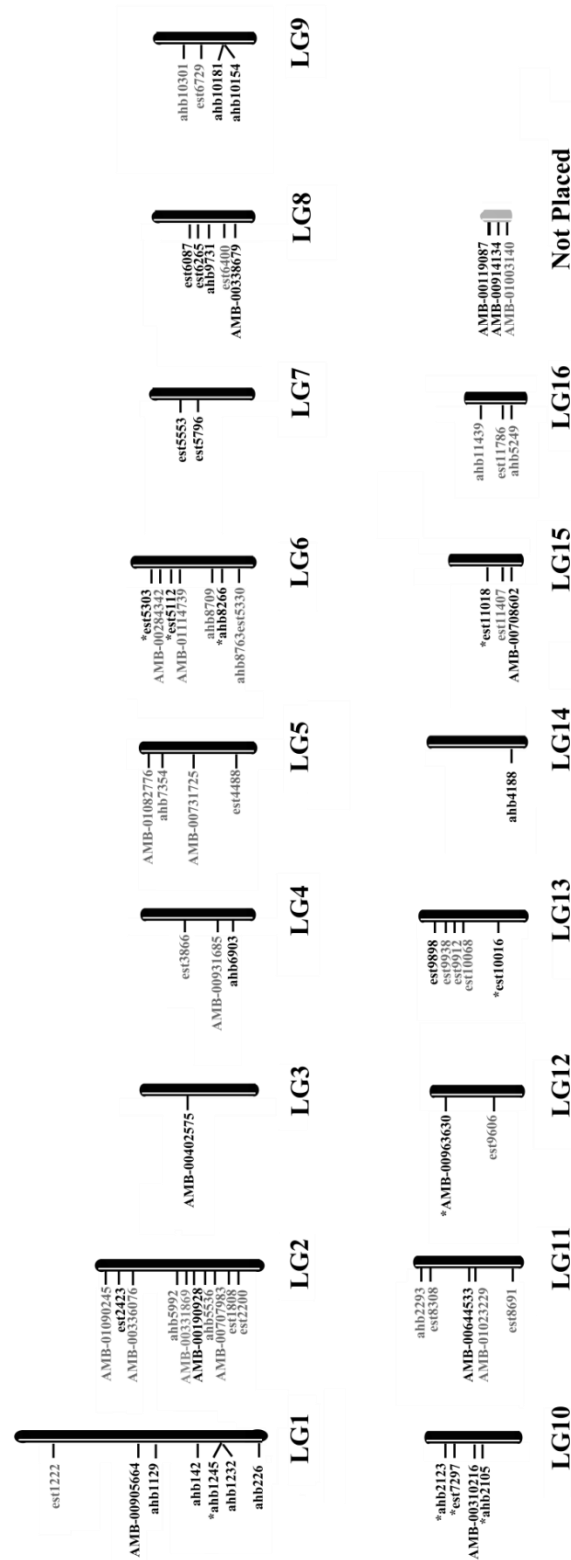 est1222
AMB-00905664
ahb1129
ahb142
*ahb1245
ahb1232
ahb226
LG1
AMB-01090245
est2423
AMB-00336076
ahb5992
AMB-00331869
AMB-00190928
ahb5536
AMB-00707983
est1808
est2200
LG2
AMB-00402575
LG3
est3866
AMB-00931685
ahb6903
LG4
AMB-01082776
ahb7354
AMB-00731725
est4488
LG5
*est5303
AMB-00284342
*est5112
AMB-01114739
ahb8709
*ahb8266
ahb8763est5330
LG6
est5553
est5796
LG7
est6087
est6265
ahb9731
est6400
AMB-00338679
LG8
ahb10301
est6729
ahb10181
ahb10154
LG9
*ahb2123
*est7297
AMB-00310216
*ahb2105
LG10
ahb2293
est8308
AMB-00644533
AMB-01023229
est8691
LG11
*AMB-00963630
est9606
LG12
est9898
est9938
est9912
est10068
*est10016
LG13
ahb4188
LG14
*est11018
est11407
AMB-00708602
LG15
ahb11439
est11786
ahb5249
LG16
AMB-00119087
AMB-00914134
AMB-01003140
Not Placed